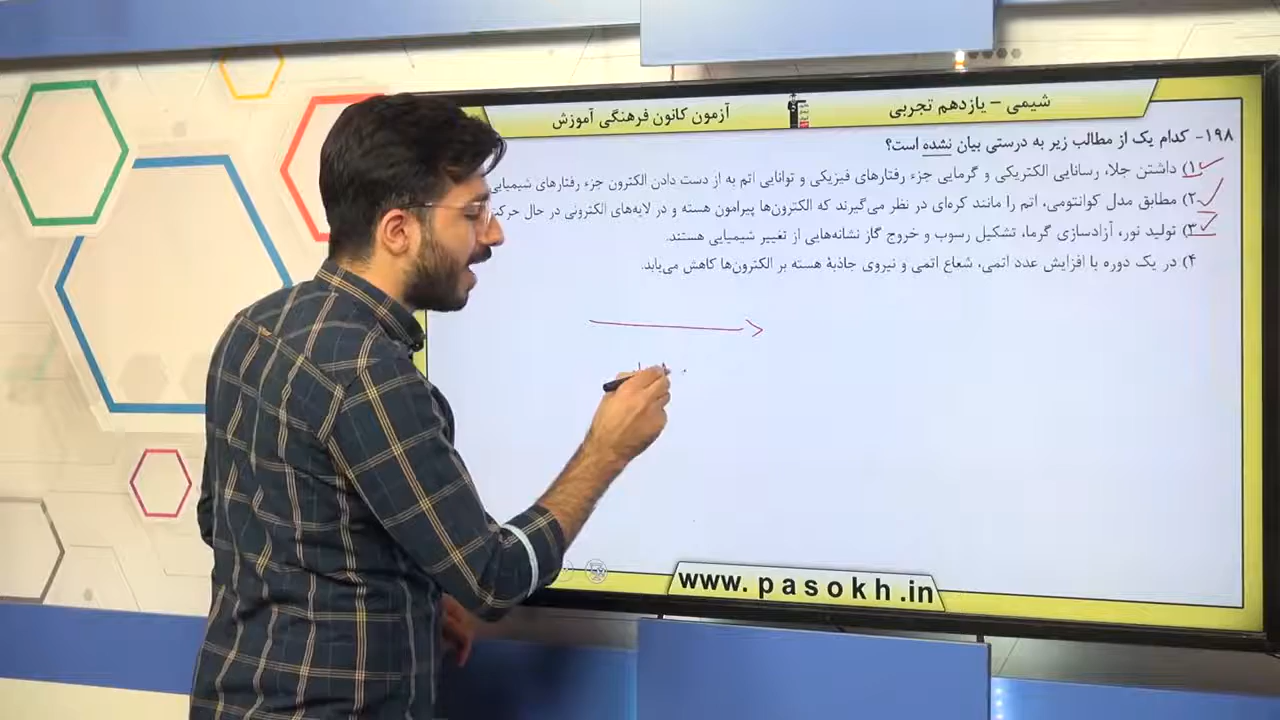 شیمی – یازدهم تجربی
آزمون کانون فرهنگی آموزش
۱۹۸- کدام یک از مطالب زیر به درستی بیان نشده است؟
۱) داشتن جلا، رسانایی الکتریکی و گرمایی جزء رفتارهای فیزیکی و توانایی اتم به از دست دادن الکترون جزء رفتارهای شیمیایی
۲) مطابق مدل کوانتومی، اتم را مانند کره‌ای در نظر می‌گیرند که الکترون‌ها پیرامون هسته و در لایه‌های الکترونی در حال
۳) تولید نور، آزادسازی گرما، تشکیل رسوب و خروج گاز نشانه‌هایی از تغییر شیمیایی هستند.
۴) در یک دوره با افزایش عدد اتمی، شعاع اتمی و نیروی جاذبهٔ هسته بر الکترون‌ها کاهش می‌یابد.
www.pasokh.in